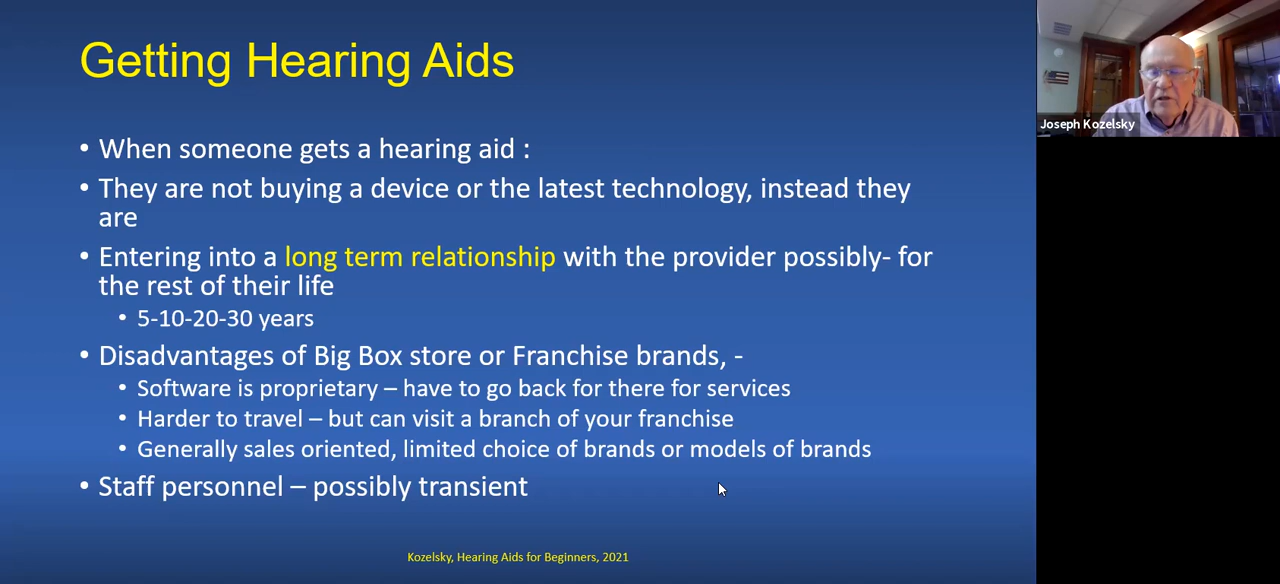 Getting Hearing Aids
• When someone gets a hearing aid :
• They are not buying a device or the latest technology, instead they
are
• Entering into a long term relationship with the provider possibly- for
the rest of their life
• 5-10-20-30 years
• Disadvantages of Big Box store or Franchise brands, -
• Software is proprietary – have to go back for there for services
• Harder to travel – but can visit a branch of your franchise
• Generally sales oriented, limited choice of brands or models of brands
• Staff personnel – possibly transient
Kozelsky, Hearing Aids for Beginners, 2021
Joseph Kozelsky